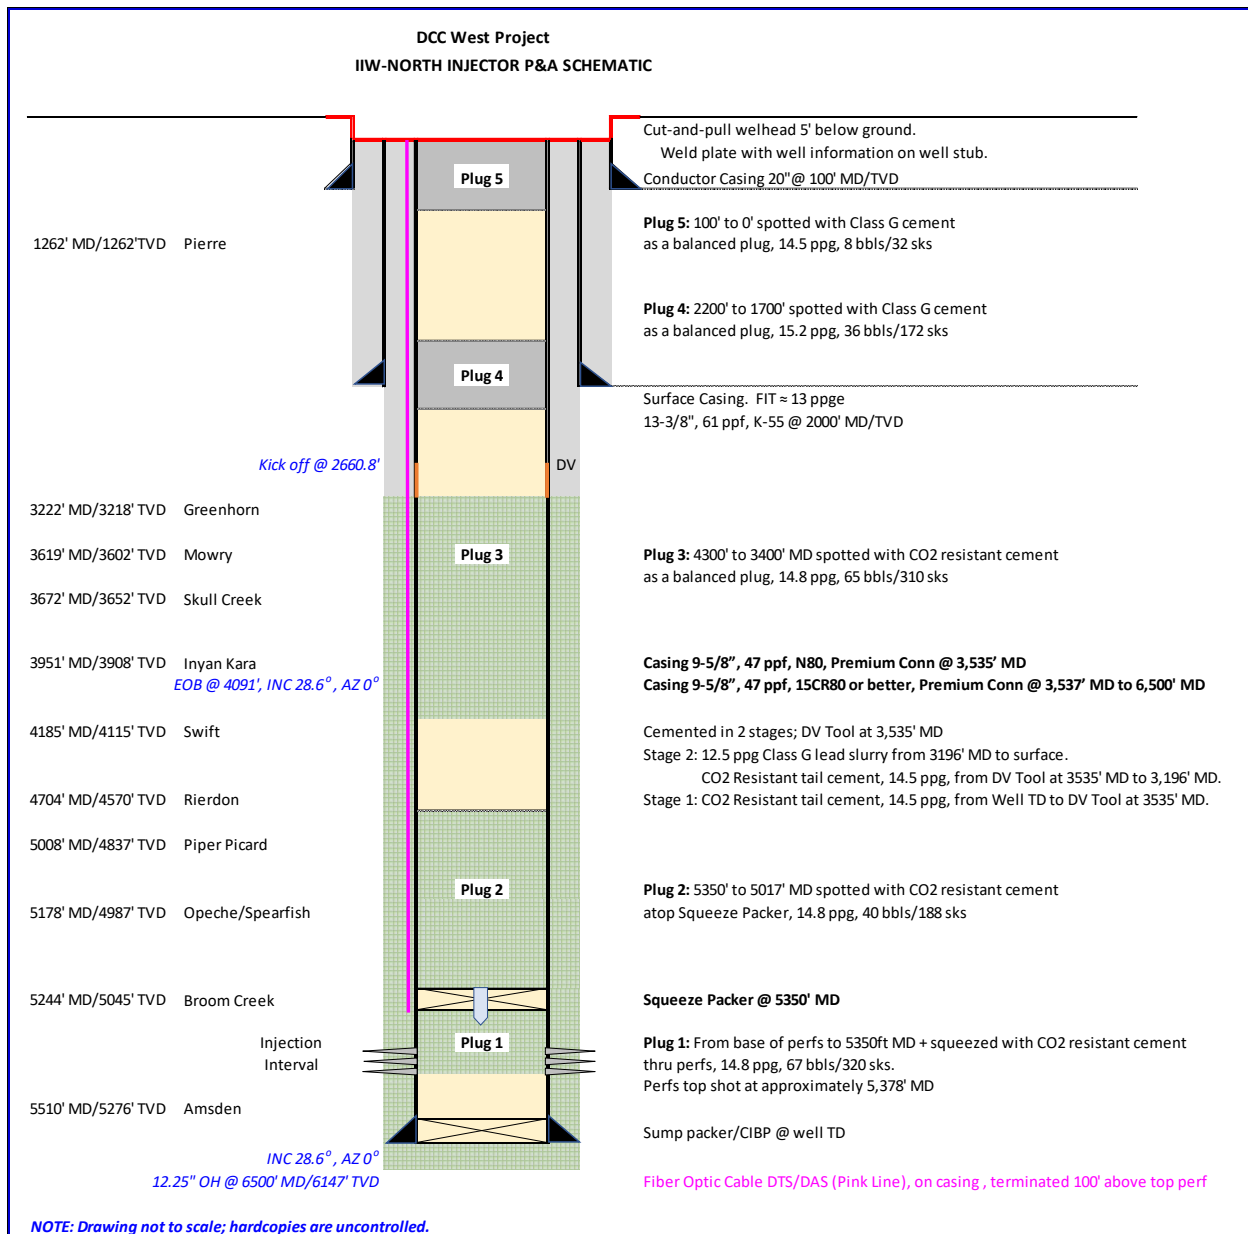 DCC West Project
IIW-NORTH INJECTOR P&A SCHEMATIC
Cut-and-pull welhead 5' below ground.
Weld plate with well information on well stub.
Plug 5
Conductor Casing 20"@ 100' MD/TVD
Plug 5: 100' to 0' spotted with Class G cement
1262' MD/1262'TVD Pierre
as a balanced plug, 14.5 ppg, 8 bbls/32 sks
Plug 4: 2200' to 1700' spotted with Class G cement
as a balanced plug, 15.2 ppg, 36 bbls/172 sks
Plug 4
Surface Casing. FIT ≈ 13 ppge
13-3/8", 61 ppf, K-55 @ 2000' MD/TVD
Kick off @ 2660.8'
DV
3222' MD/3218' TVD Greenhorn
3619' MD/3602' TVD Mowry
Plug 3
Plug 3: 4300' to 3400' MD spotted with CO2 resistant cement
as a balanced plug, 14.8 ppg, 65 bbls/310 sks
3672' MD/3652' TVD Skull Creek
3951' MD/3908' TVD Inyan Kara
Casing 9-5/8”, 47 ppf, N80, Premium Conn @ 3,535’ MD
EOB @ 4091', INC 28.6°, AZ 0°
Casing 9-5/8”, 47 ppf, 15CR80 or better, Premium Conn @ 3,537’ MD to 6,500' MD
4185' MD/4115' TVD Swift
Cemented in 2 stages; DV Tool at 3,535' MD
Stage 2: 12.5 ppg Class G lead slurry from 3196' MD to surface.
CO2 Resistant tail cement, 14.5 ppg, from DV Tool at 3535' MD to 3,196' MD.
4704' MD/4570' TVD Rierdon
Stage 1: CO2 Resistant tail cement, 14.5 ppg, from Well TD to DV Tool at 3535' MD.
5008' MD/4837' TVD Piper Picard
Plug 2
Plug 2: 5350' to 5017' MD spotted with CO2 resistant cement
atop Squeeze Packer, 14.8 ppg, 40 bbls/188 sks
5178' MD/4987' TVD Opeche/Spearfish
5244' MD/5045' TVD Broom Creek
Squeeze Packer @ 5350' MD
Injection
Interval
Plug 1
Plug 1: From base of perfs to 5350ft MD + squeezed with CO2 resistant cement
thru perfs, 14.8 ppg, 67 bbls/320 sks.
Perfs top shot at approximately 5,378' MD
5510' MD/5276' TVD Amsden
Sump packer/CIBP @ well TD
INC 28.6°, AZ 0°
12.25" OH @ 6500' MD/6147' TVD
Fiber Optic Cable DTS/DAS (Pink Line), on casing , terminated 100' above top perf
NOTE: Drawing not to scale; hardcopies are uncontrolled.